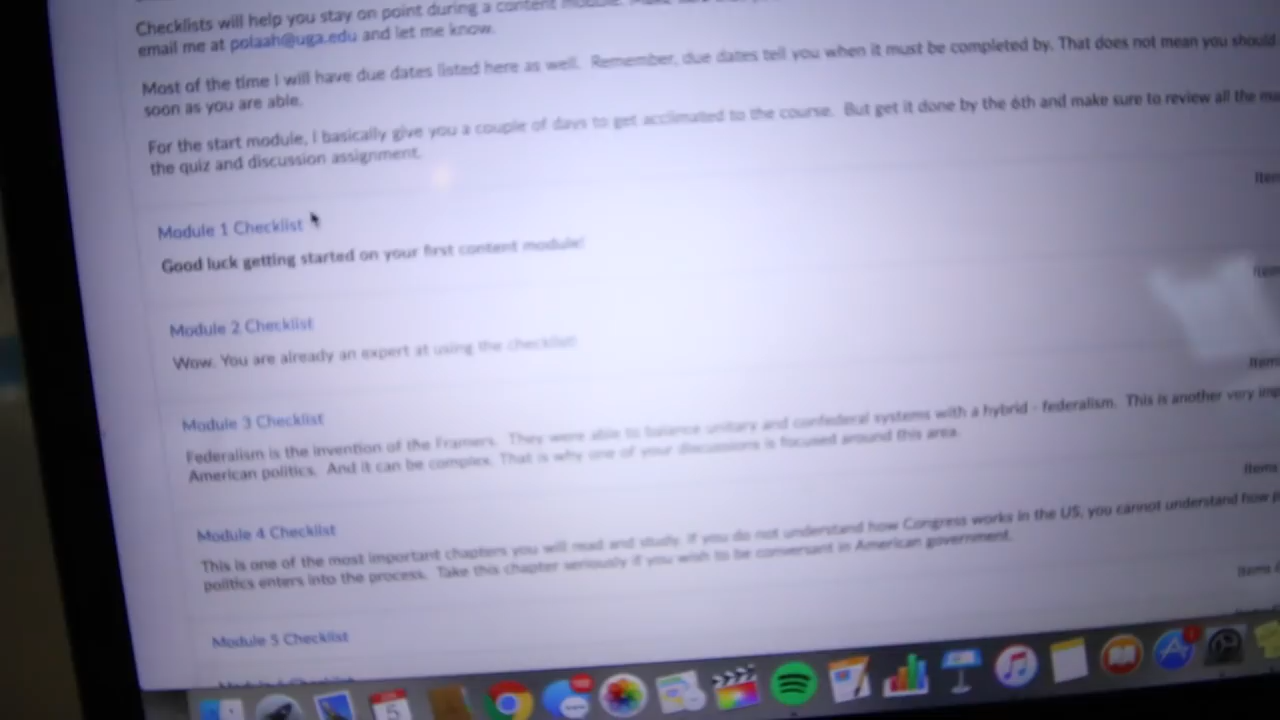 Checklists will help you stay on point during a content module.
email me at polaah@uga.edu and let me know.
Most of the time I will have due dates listed here as well. Remember, due dates tell you when it must be completed by. That does not mean you should
soon as you are able.
For the start module, I basically give you a couple of days to get acclimated to the course. But get it done by the 6th and make sure to review all the
the quiz and discussion assignment.
Module 1 Checklist
Good luck getting started on your first content module!
Module 2 Checklist
Wow. You are already an expert at using the checklist!
Module 3 Checklist
Federalism is the invention of the Framers. They were able to balance unitary and confederal systems with a hybrid - federalism. This is another very
American politics. And it can be complex. That is why one of your discussions is focused around this area.
Items
Module 4 Checklist
This is one of the most important chapters you will read and study. If you do not understand how Congress works in the US, you cannot understand how
politics enters into the process. Take this chapter seriously if you wish to be conversant in American government.
Items
Module 5 Checklist
5